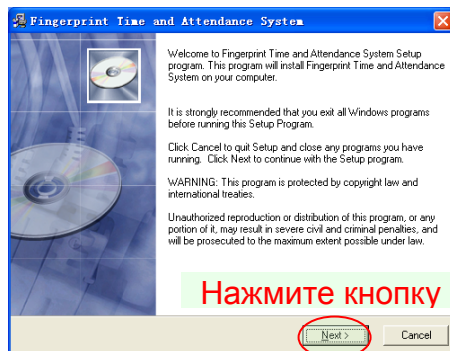 Fingerprint Time and Attendance System
Welcome to Fingerprint Time and Attendance System Setup
program. This program will install Fingerprint Time and Attendance
System on your computer.
It is strongly recommended that you exit all Windows programs
before running this Setup Program.
Click Cancel to quit Setup and close any programs you have
running. Click Next to continue with the Setup program.
WARNING: This program is protected by copyright law and
international treaties.
Unauthorized reproduction or distribution of this program, or any
portion of it, may result in severe civil and criminal penalties, and
will be prosecuted to the maximum extent possible under law.
Нажмите кнопку
Next > Cancel